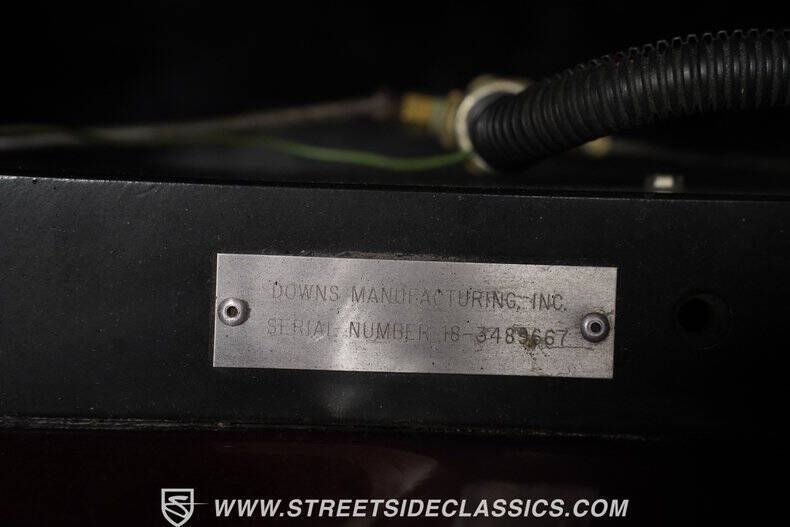 DOWNS MANUFACTURING, INC.
SERIAL NUMBER 18-3489667
WWW.STREETSIDECLASSICS.COM